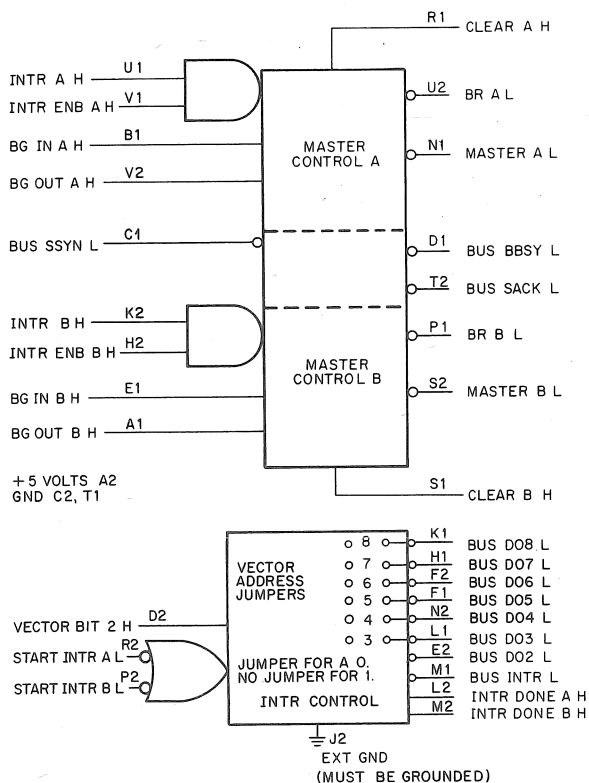 R1
CLEAR A H
INTR A H U1
INTR ENB A H V1
BG IN A H B1
BG OUT A H V2
BUS SSYN L C1
INTR B H K2
INTR ENB B H H2
BG IN B H E1
BG OUT B H A1
MASTER
CONTROL A
MASTER
CONTROL B
U2 BR A L
N1 MASTER A L
D1 BUS BBSY L
T2 BUS SACK L
P1 BR B L
S2 MASTER B L
S1
CLEAR B H
+5 VOLTS A2
GND C2, T1
VECTOR
ADDRESS
JUMPERS
8 K1 BUS D08 L
7 H1 BUS D07 L
6 F2 BUS D06 L
5 F1 BUS D05 L
4 N2 BUS D04 L
3 L1 BUS D03 L
E2 BUS D02 L
M1 BUS INTR L
L2 INTR DONE A H
M2 INTR DONE B H
VECTOR BIT 2 H D2
START INTR A L R2
START INTR B L P2
JUMPER FOR A 0.
NO JUMPER FOR 1.
INTR CONTROL
J2
EXT GND
(MUST BE GROUNDED)